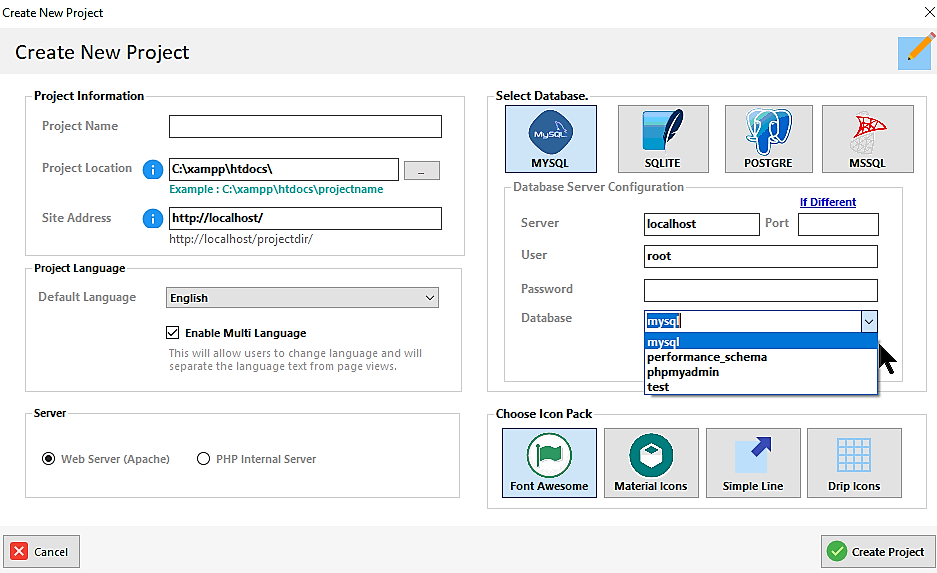 Create New Project
Create New Project
Project Information
Project Name
Project Location
C:\xampp\htdocs\
...
Example : C:\xampp\htdocs\projectname
Site Address
http://localhost/
http://localhost/projectdir/
Project Language
Default Language
English
Enable Multi Language
This will allow users to change language and will
separate the language text from page views.
Server
Web Server (Apache)
PHP Internal Server
Select Database.
MySQL
MYSQL
SQLITE
POSTGRE
MSSQL
Database Server Configuration
If Different
Server
localhost
Port
User
root
Password
Database
mysql
mysql
performance_schema
phpmyadmin
test
Choose Icon Pack
Font Awesome
Material Icons
Simple Line
Drip Icons
Cancel
Create Project